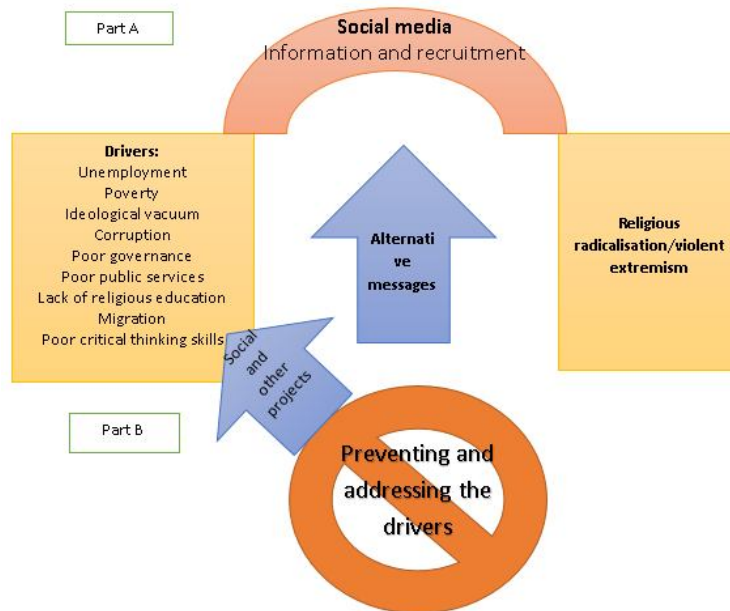 Part A
Social media
Information and recruitment
Drivers:
Unemployment
Poverty
Ideological vacuum
Corruption
Poor governance
Poor public services
Lack of religious education
Migration
Poor critical thinking skills
Alternati
ve
messages
Religious
radicalisation/violent
extremism
Social
and
other
projects
Part B
Preventing and
addressing the
drivers